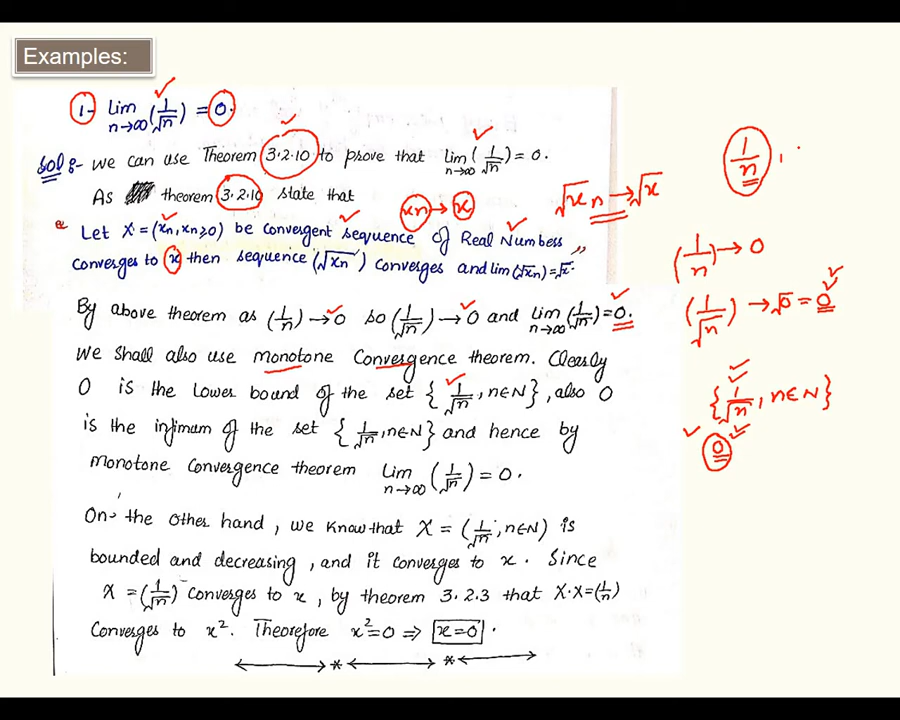 Examples:
1- Lim n→∞ (1/√n) = 0.
Sol:- we can use Theorem 3.2.10 to prove that lim n→∞ (1/√n) = 0.
As theorem 3.2.10 state that
xn → x
√xn → √x
1/n
Let X = (xn, xn≥0) be convergent sequence of Real Numbers
converges to x then sequence (√xn) converges and lim (√xn) = √x "
(1/n) → 0
(1/√n) → √0 = 0
By above theorem as (1/n) → 0 so (1/√n) → 0 and Lim n→∞ (1/√n) = 0.
We shall also use monotone Convergence theorem. Clearly
0 is the Lower bound of the set {1/√n, n∈N}, also 0
is the infimum of the set {1/√n, n∈N} and hence by
monotone Convergence theorem Lim n→∞ (1/√n) = 0.
{1/√n, n∈N}
0
On the other hand, we know that X = (1/√n, n∈N) is
bounded and decreasing, and it converges to x. Since
X = (1/√n) Converges to x, by theorem 3.2.3 that X·X = (1/n)
Converges to x². Theorefore x²=0 ⇒ x=0.